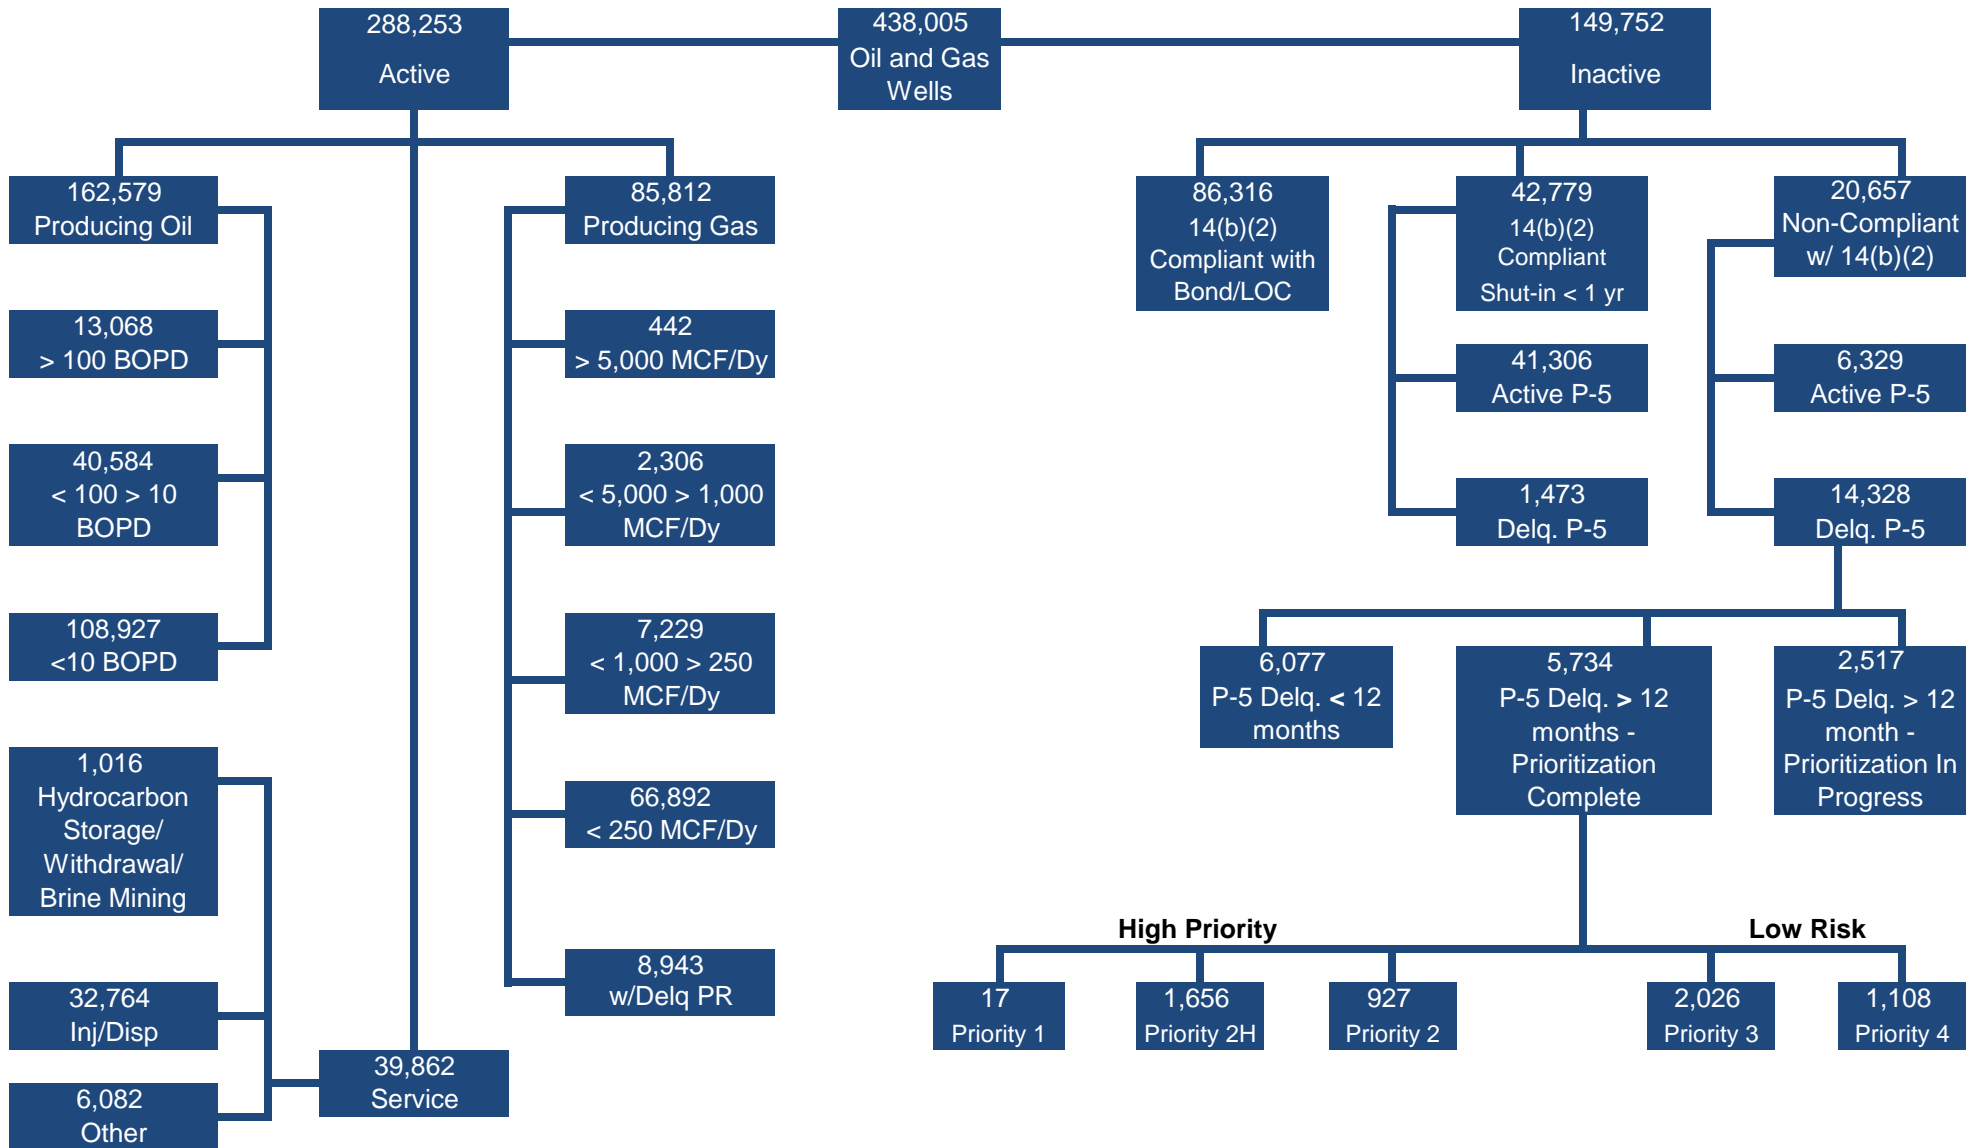 438,005
Oil and Gas
Wells
288,253
Active
149,752
Inactive
162,579
Producing Oil
13,068
> 100 BOPD
40,584
< 100 > 10
BOPD
108,927
<10 BOPD
85,812
Producing Gas
442
> 5,000 MCF/Dy
2,306
< 5,000 > 1,000
MCF/Dy
7,229
< 1,000 > 250
MCF/Dy
66,892
< 250 MCF/Dy
8,943
w/Delq PR
1,016
Hydrocarbon
Storage/
Withdrawal/
Brine Mining
32,764
Inj/Disp
6,082
Other
39,862
Service
86,316
14(b)(2)
Compliant with
Bond/LOC
42,779
14(b)(2)
Compliant
Shut-in < 1 yr
41,306
Active P-5
1,473
Delq. P-5
20,657
Non-Compliant
w/ 14(b)(2)
6,329
Active P-5
14,328
Delq. P-5
6,077
P-5 Delq. < 12
months
5,734
P-5 Delq. > 12
months -
Prioritization
Complete
2,517
P-5 Delq. > 12
month -
Prioritization In
Progress
High Priority
Low Risk
17
Priority 1
1,656
Priority 2H
927
Priority 2
2,026
Priority 3
1,108
Priority 4